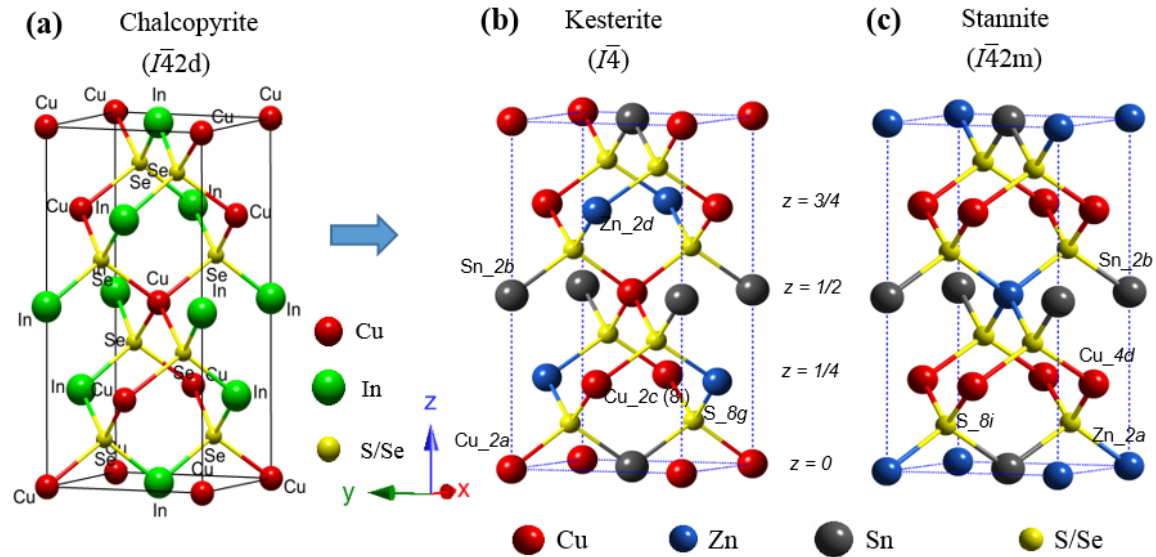 (a) Chalcopyrite
(I4̅2d)
(b) Kesterite
(I4̅)
(c) Stannite
(I4̅2m)
Cu
Cu
In
Cu
Cu
Se
Se
Cu
In
In
Cu
In
Se
Cu
Se
In
In
In
Se
Se
In
Cu
Cu
In
Se
Se
Cu
Cu
Cu
In
Cu
Cu
In
S/Se
z
y
x
Zn_2d
Sn_2b
Cu_2c (8i)
S_8g
Cu_2a
z = 3/4
z = 1/2
z = 1/4
z = 0
Sn_2b
Cu_4d
S_8i
Zn_2a
Cu
Zn
Sn
S/Se